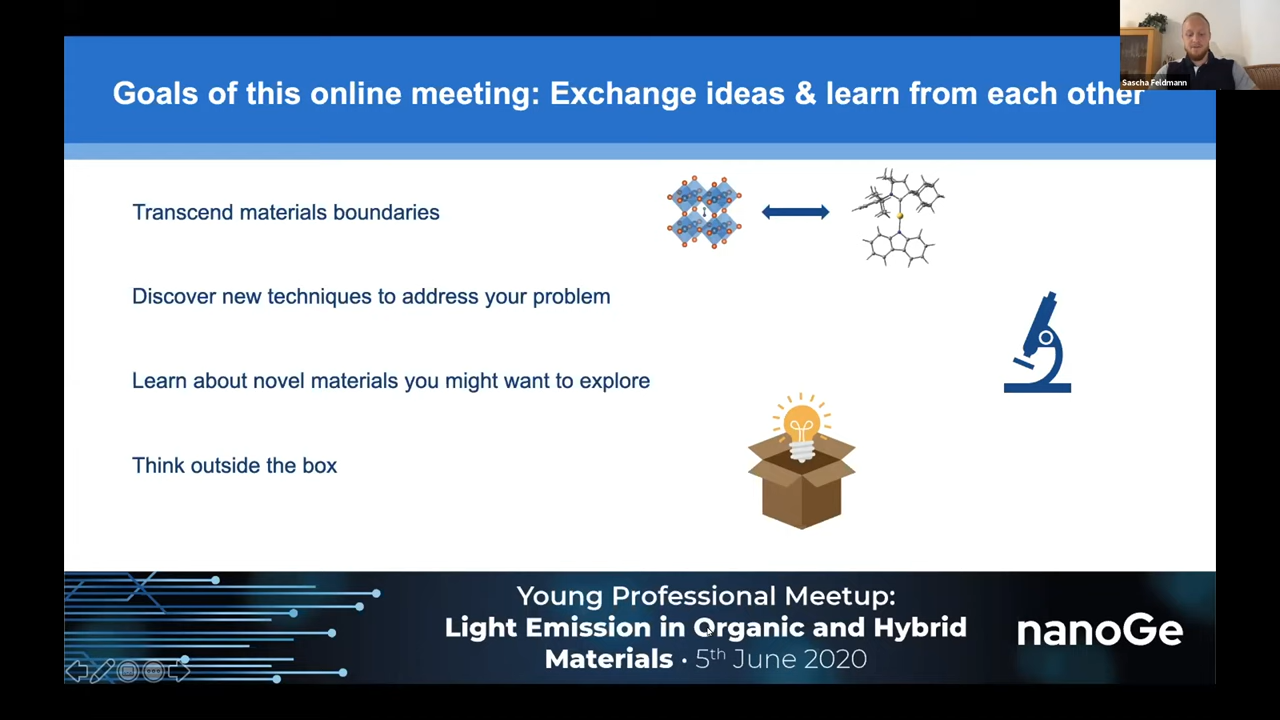 Goals of this online meeting: Exchange ideas & learn from each other
Sascha Feldmann
Transcend materials boundaries
Discover new techniques to address your problem
Learn about novel materials you might want to explore
Think outside the box
Young Professional Meetup:
Light Emission in Organic and Hybrid
Materials · 5th June 2020
nanoGe